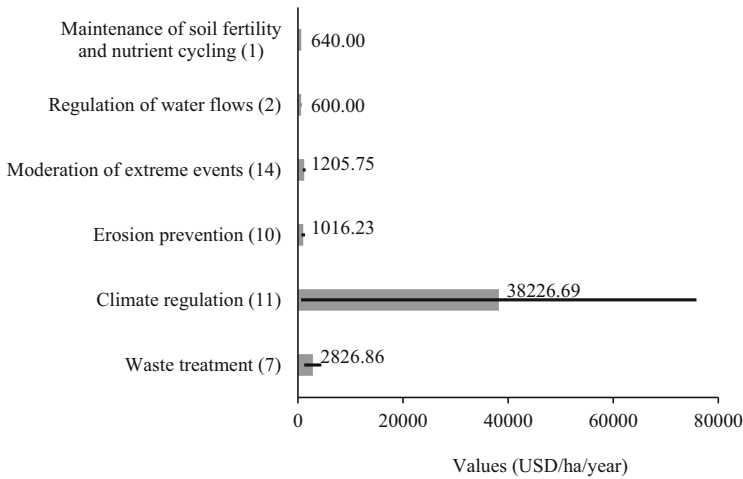 Maintenance of soil fertility
and nutrient cycling (1)
640.00
Regulation of water flows (2)
600.00
Moderation of extreme events (14)
1205.75
Erosion prevention (10)
1016.23
Climate regulation (11)
38226.69
Waste treatment (7)
2826.86
0 20000 40000 60000 80000
Values (USD/ha/year)